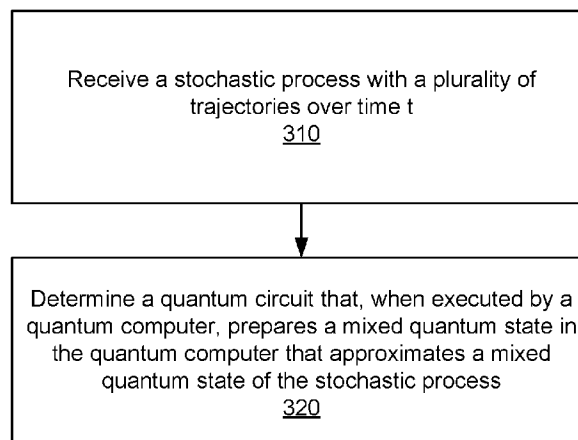 Receive a stochastic process with a plurality of
trajectories over time t
310
Determine a quantum circuit that, when executed by a
quantum computer, prepares a mixed quantum state in
the quantum computer that approximates a mixed
quantum state of the stochastic process
320